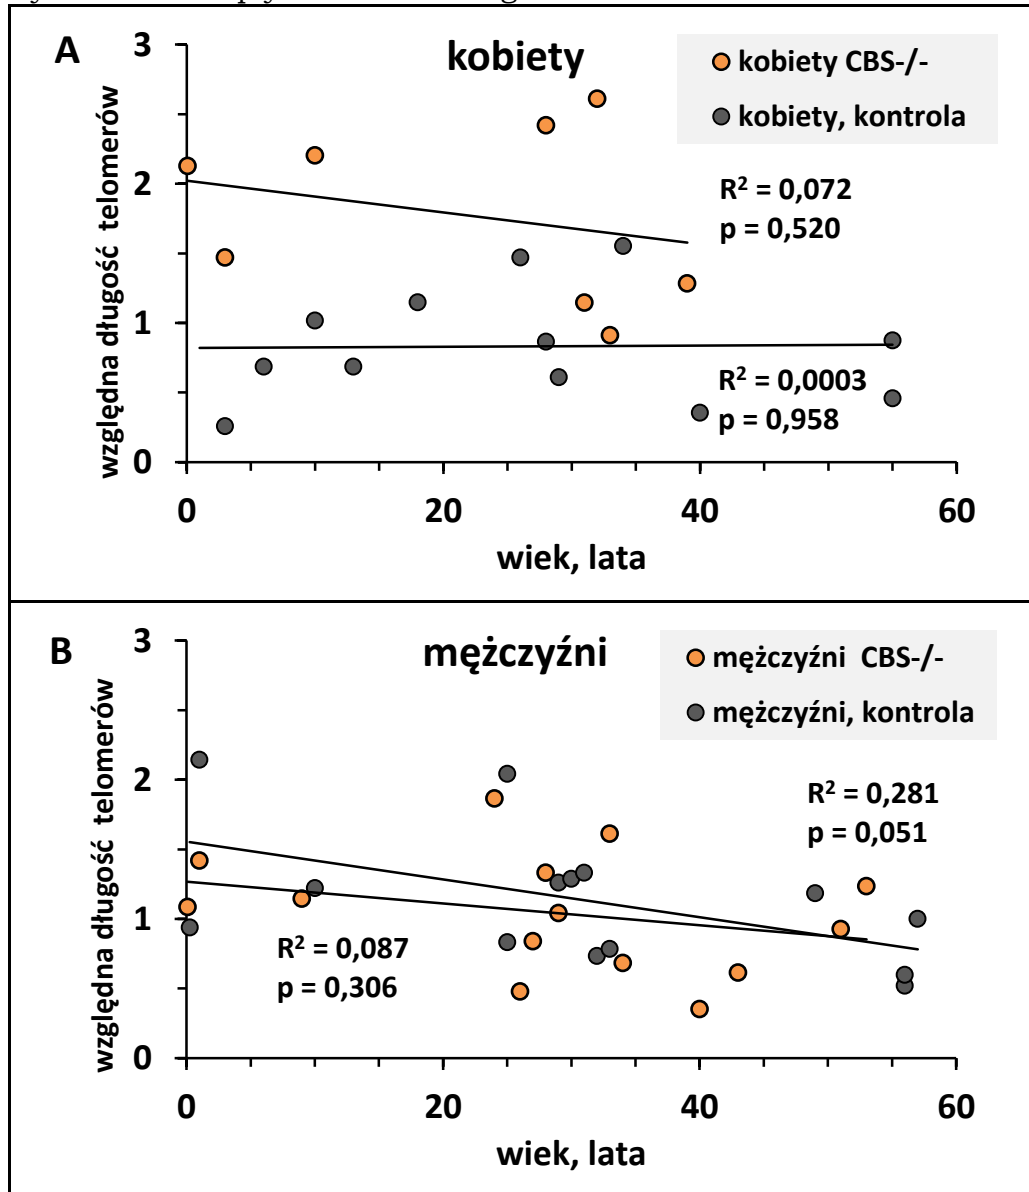 A
kobiety
kobiety CBS-/-
kobiety, kontrola
względna długość telomerów
3
2
1
0
R² = 0,072
p = 0,520
R² = 0,0003
p = 0,958
0 20 40 60
wiek, lata
B
mężczyźni
mężczyźni CBS-/-
mężczyźni, kontrola
względna długość telomerów
3
2
1
0
R² = 0,281
p = 0,051
R² = 0,087
p = 0,306
0 20 40 60
wiek, lata